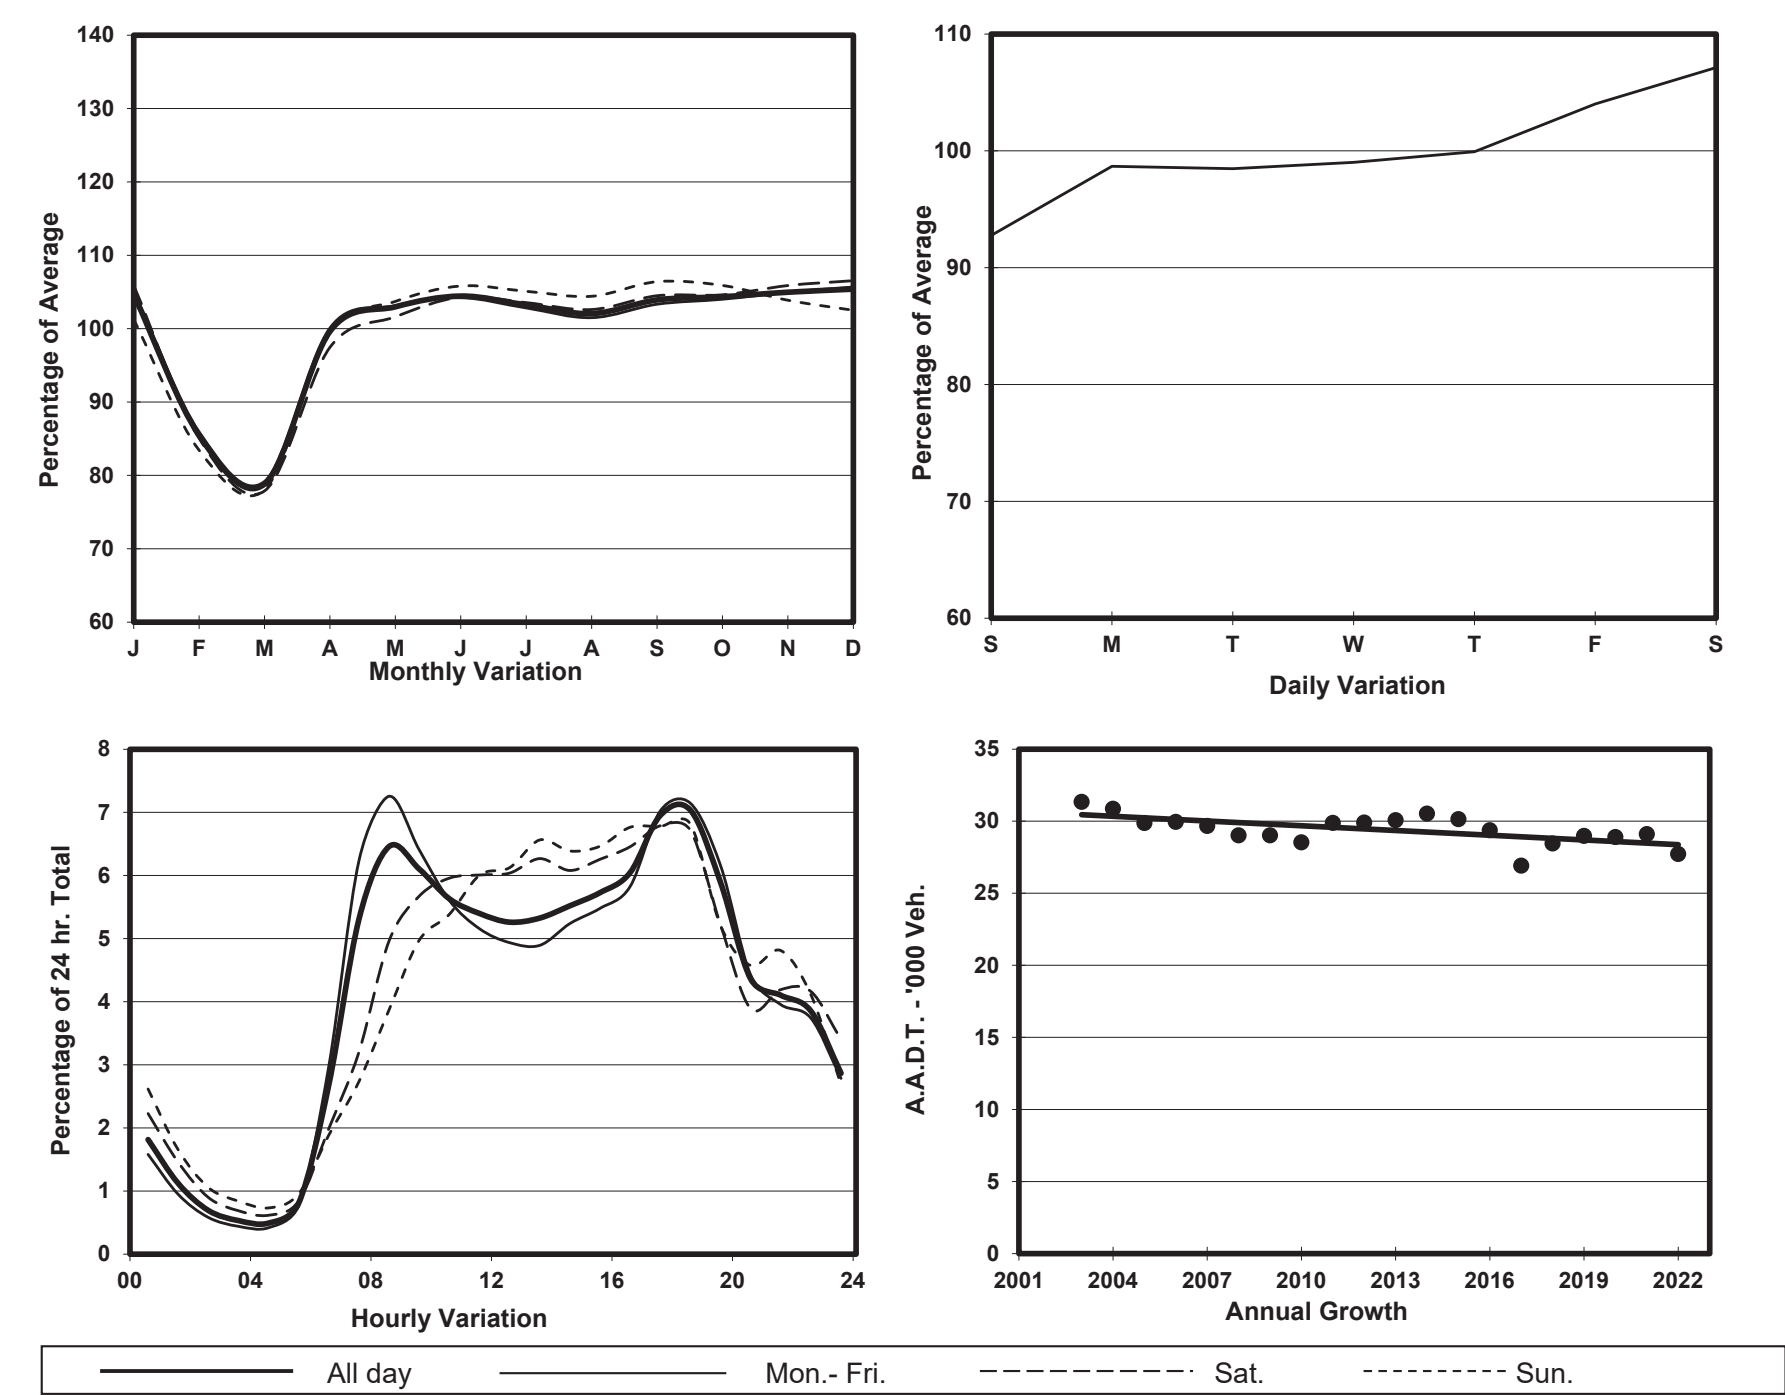 140
130
120
110
100
90
80
70
60
Percentage of Average
J F M A M J J A S O N D
Monthly Variation
110
100
90
80
70
60
Percentage of Average
S M T W T F S
Daily Variation
8
7
6
5
4
3
2
1
0
Percentage of 24 hr. Total
00 04 08 12 16 20 24
Hourly Variation
35
30
25
20
15
10
5
0
A.A.D.T. - '000 Veh.
2001 2004 2007 2010 2013 2016 2019 2022
Annual Growth
All day Mon.- Fri. Sat. Sun.